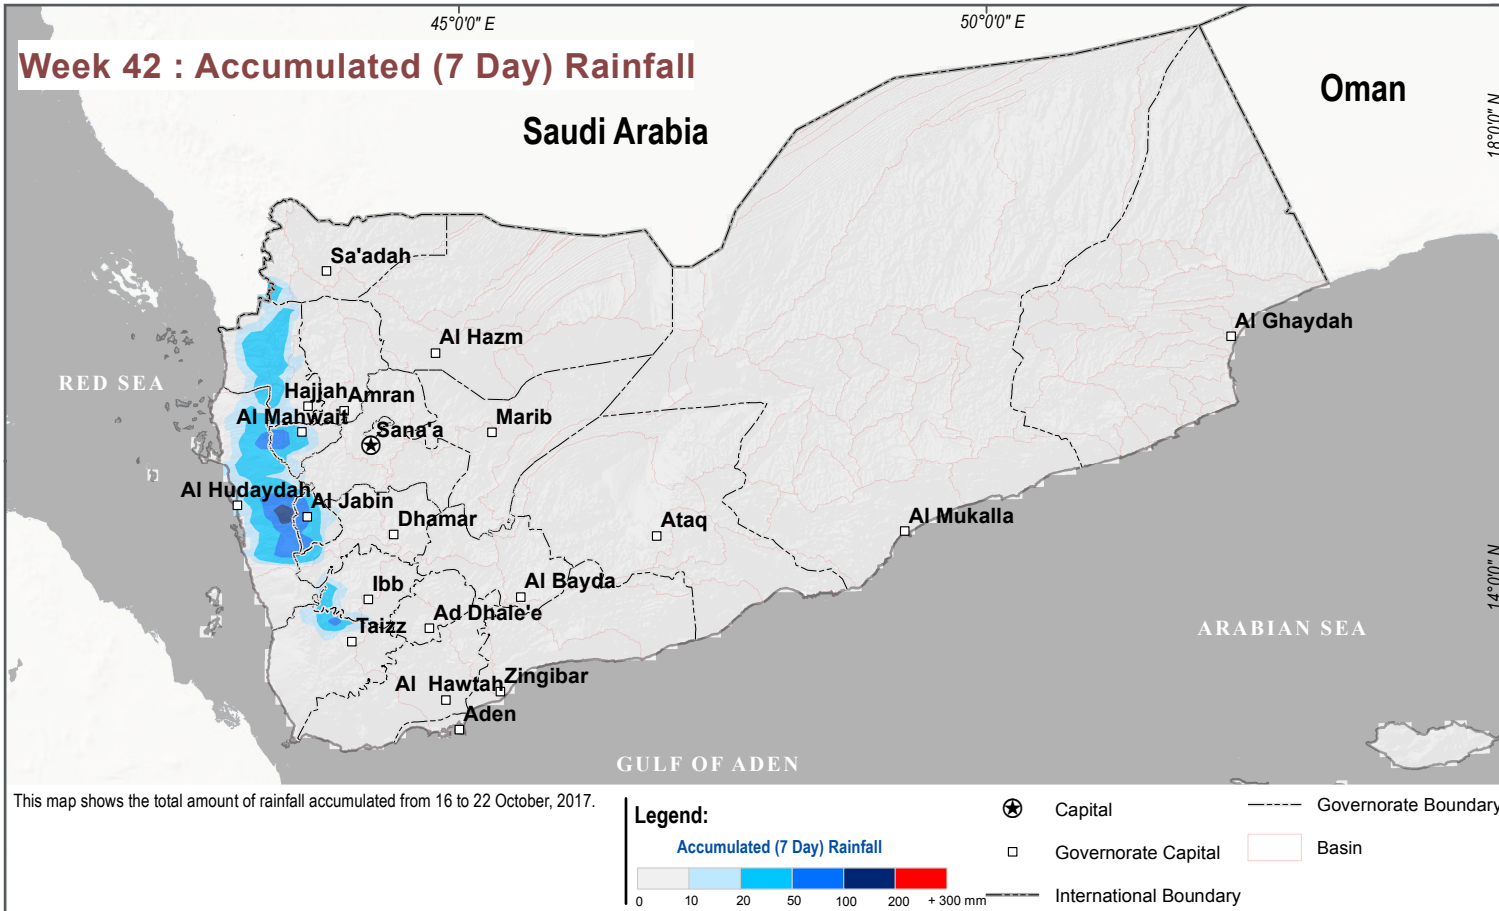 45°0'0" E
50°0'0" E
Week 42 : Accumulated (7 Day) Rainfall
Oman
Saudi Arabia
18°0'0" N
Sa'adah
Al Ghaydah
Al Hazm
RED SEA
Hajjah
Amran
Al Mahwait
Marib
Sana'a
Al Hudaydah
Al Jabin
Dhamar
Ataq
Al Mukalla
14°0'0" N
Ibb
Al Bayda
Ad Dhale'e
Taizz
ARABIAN SEA
Al Hawtah
Zingibar
Aden
GULF OF ADEN
This map shows the total amount of rainfall accumulated from 16 to 22 October, 2017.
Legend:
Accumulated (7 Day) Rainfall
0 10 20 50 100 200 + 300 mm
Capital
Governorate Capital
International Boundary
Governorate Boundary
Basin